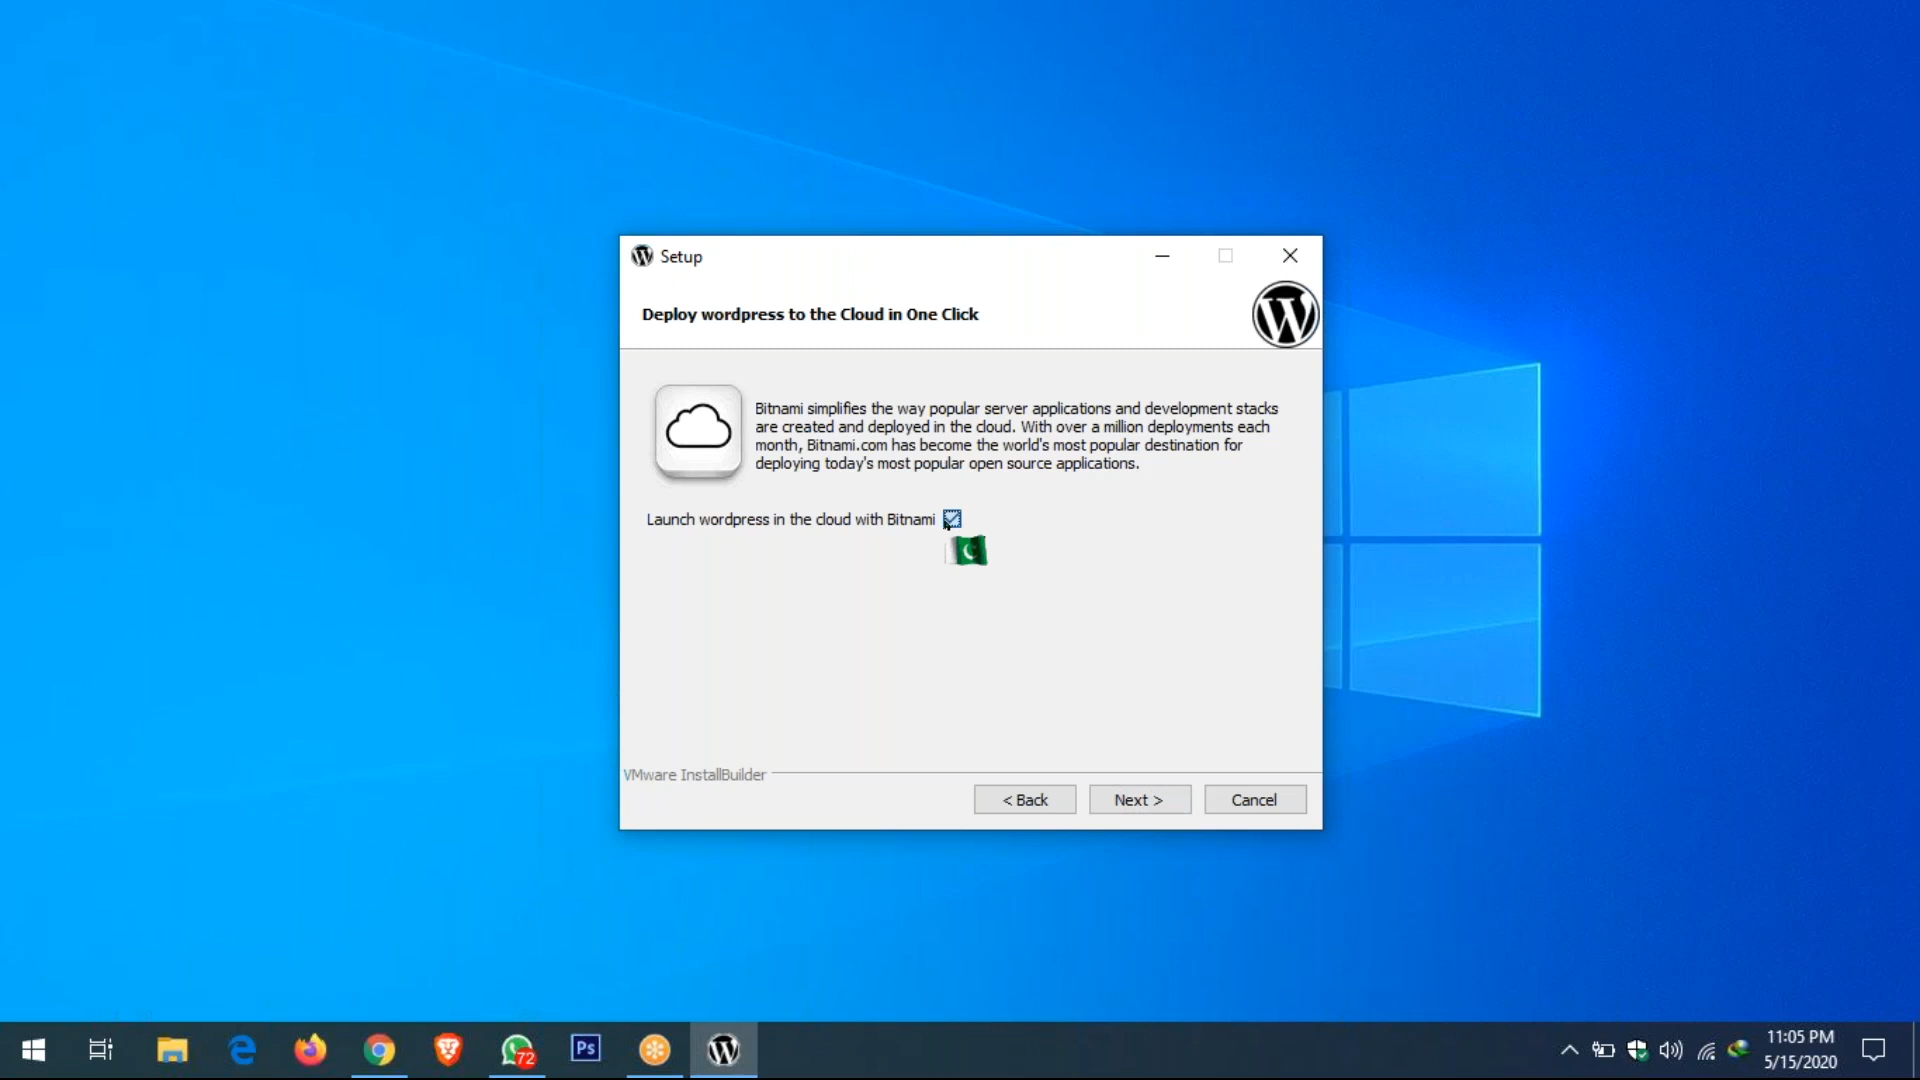 Setup
Deploy wordpress to the Cloud in One Click
Bitnami simplifies the way popular server applications and development stacks
are created and deployed in the cloud. With over a million deployments each
month, Bitnami.com has become the world's most popular destination for
deploying today's most popular open source applications.
Launch wordpress in the cloud with Bitnami
VMware InstallBuilder
< Back
Next >
Cancel
72
Ps
11:05 PM
5/15/2020